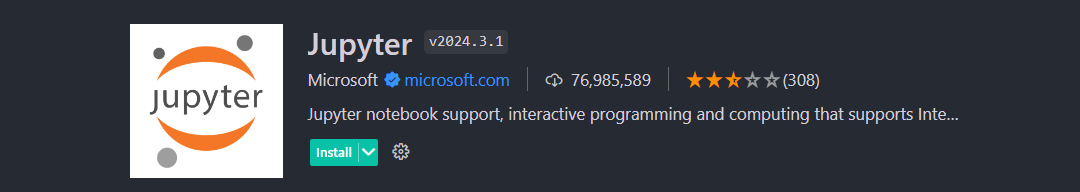 jupyter
Jupyter v2024.3.1
Microsoft microsoft.com 76,985,589 (308)
Jupyter notebook support, interactive programming and computing that supports Inte...
Install